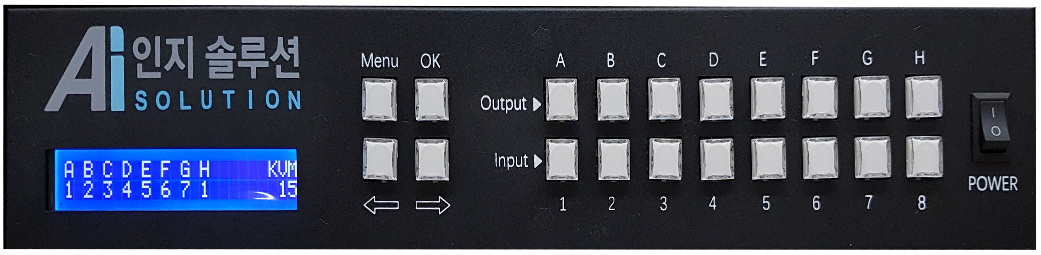 Ai 인지 솔루션
SOLUTION
A B C D E F G H KVM
1 2 3 4 5 6 7 1 15
Menu OK
⇦ ⇨
A B C D E F G H
Output ▶
Input ▶
1 2 3 4 5 6 7 8
I
O
POWER